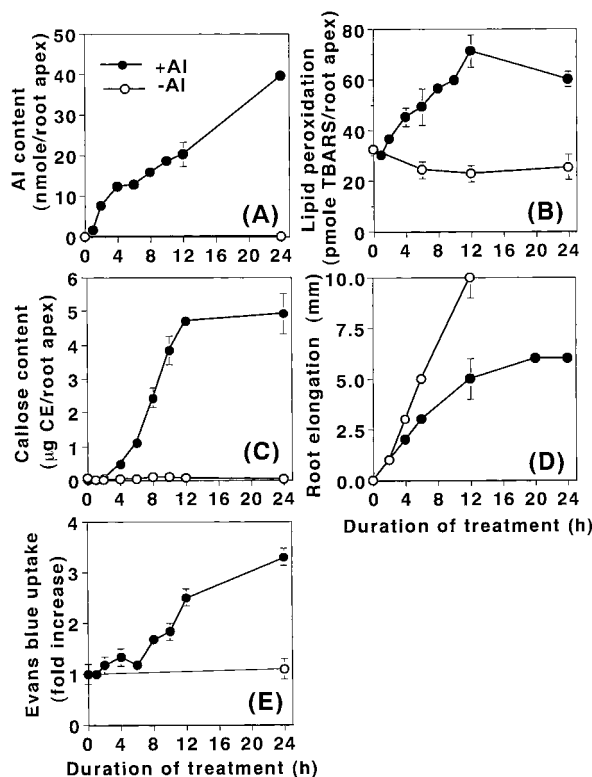 Al content
(nmole/root apex)
50
40
30
20
10
0
0 4 8 12 16 20 24
+Al
-Al
(A)
Lipid peroxidation
(pmole TBARS/root apex)
80
60
40
20
0
0 4 8 12 16 20 24
(B)
Callose content
(µg CE/root apex)
6
5
4
3
2
1
0
0 4 8 12 16 20 24
(C)
Root elongation (mm)
10.0
7.5
5.0
2.5
0.0
0 4 8 12 16 20 24
Duration of treatment (h)
(D)
Evans blue uptake
(fold increase)
4
3
2
1
0
0 4 8 12 16 20 24
Duration of treatment (h)
(E)